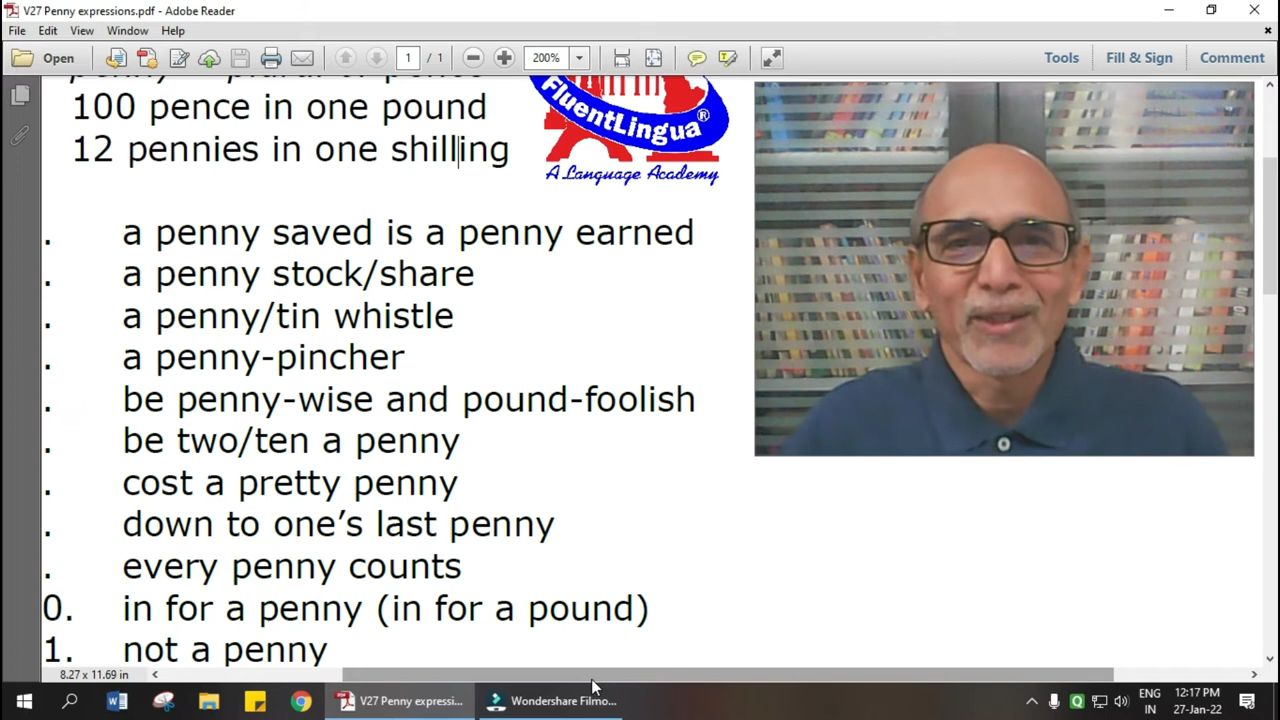 V27 Penny expressions.pdf - Adobe Reader
File Edit View Window Help
Open 1 / 1 200% Tools Fill & Sign Comment
100 pence in one pound
12 pennies in one shilling
FluentLingua®
A Language Academy
. a penny saved is a penny earned
. a penny stock/share
. a penny/tin whistle
. a penny-pincher
. be penny-wise and pound-foolish
. be two/ten a penny
. cost a pretty penny
. down to one’s last penny
. every penny counts
0. in for a penny (in for a pound)
1. not a penny
8.27 x 11.69 in
V27 Penny expressi... Wondershare Filmo...
ENG 12:17 PM
IN 27-Jan-22